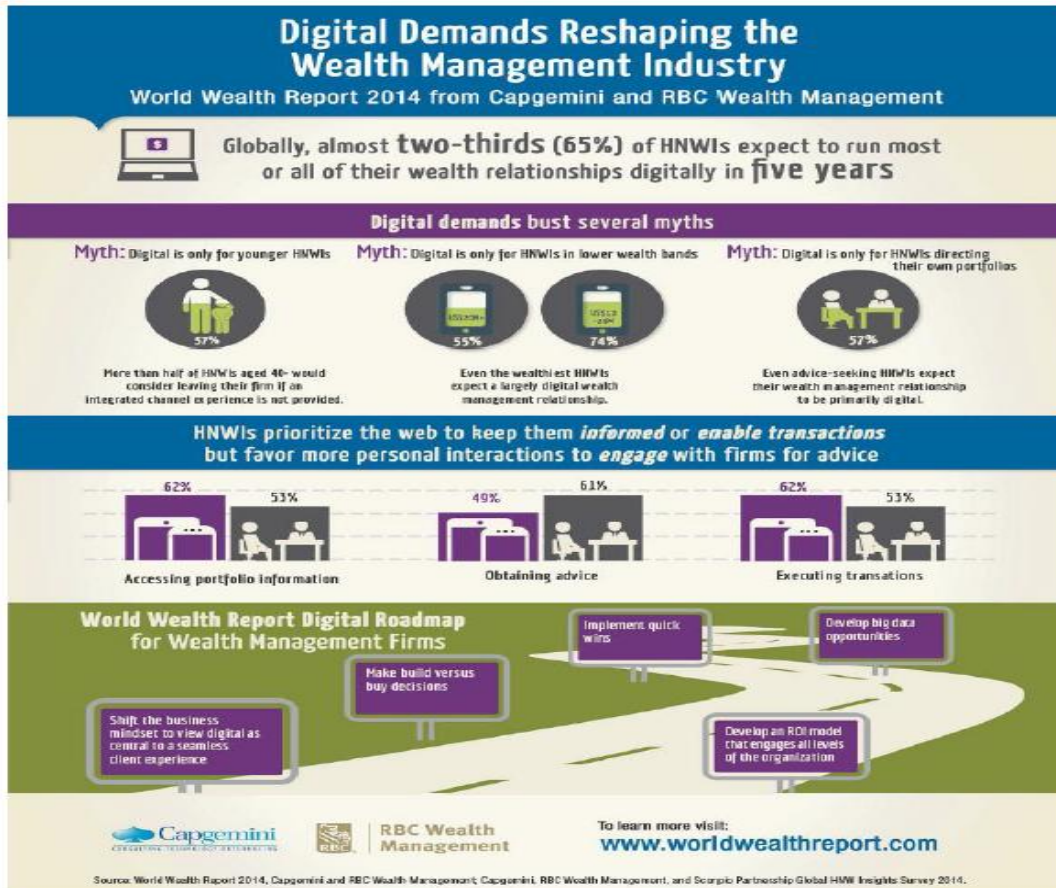 Digital Demands Reshaping the
Wealth Management Industry
World Wealth Report 2014 from Capgemini and RBC Wealth Management
$
Globally, almost two-thirds (65%) of HNWIs expect to run most
or all of their wealth relationships digitally in five years
Digital demands bust several myths
Myth: Digital is only for younger HNWIs
57%
More than half of HNWIs aged 40+ would
consider leaving their firm if an
integrated channel experience is not provided.
Myth: Digital is only for HNWIs in lower wealth bands
55%
74%
Even the wealthiest HNWIs
expect a largely digital wealth
management relationship.
Myth: Digital is only for HNWIs directing
their own portfolios
57%
Even advice-seeking HNWIs expect
their wealth management relationship
to be primarily digital.
HNWIs prioritize the web to keep them informed or enable transactions
but favor more personal interactions to engage with firms for advice
62%
53%
Accessing portfolio information
49%
61%
Obtaining advice
62%
53%
Executing transations
World Wealth Report Digital Roadmap
for Wealth Management Firms
Shift the business
mindset to view digital as
central to a seamless
client experience
Make build versus
buy decisions
Implement quick
wins
Develop big data
opportunities
Develop an ROI model
that engages all levels
of the organization
Capgemini
CONSULTING.TECHNOLOGY.OUTSOURCING
RBC
RBC Wealth
Management
To learn more visit:
www.worldwealthreport.com
Source: World Wealth Report 2014, Capgemini and RBC Wealth Management; Capgemini, RBC Wealth Management, and Scorpio Partnership Global HNW Insights Survey 2014.